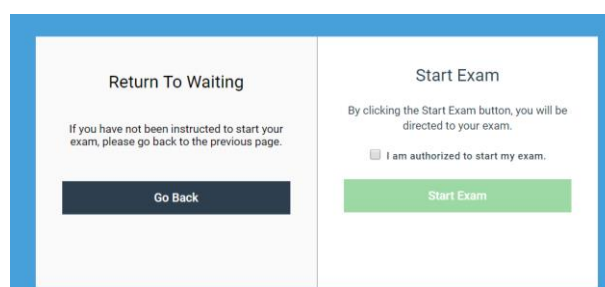 Return To Waiting
If you have not been instructed to start your
exam, please go back to the previous page.
Go Back
Start Exam
By clicking the Start Exam button, you will be
directed to your exam.
I am authorized to start my exam.
Start Exam